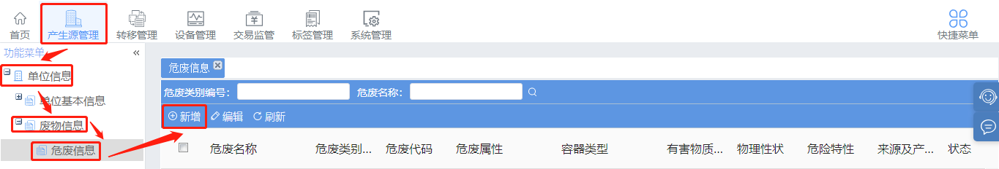 首页 产生源管理 转移管理 设备管理 交易监管 标签管理 系统管理 快捷菜单
功能菜单 «
单位信息
单位基本信息
废物信息
危废信息
危废信息
危废类别编号： 危废名称：
新增 编辑 刷新
危废名称 危废类别... 危废代码 危废属性 容器类型 有害物质... 物理性状 危险特性 来源及产... 状态